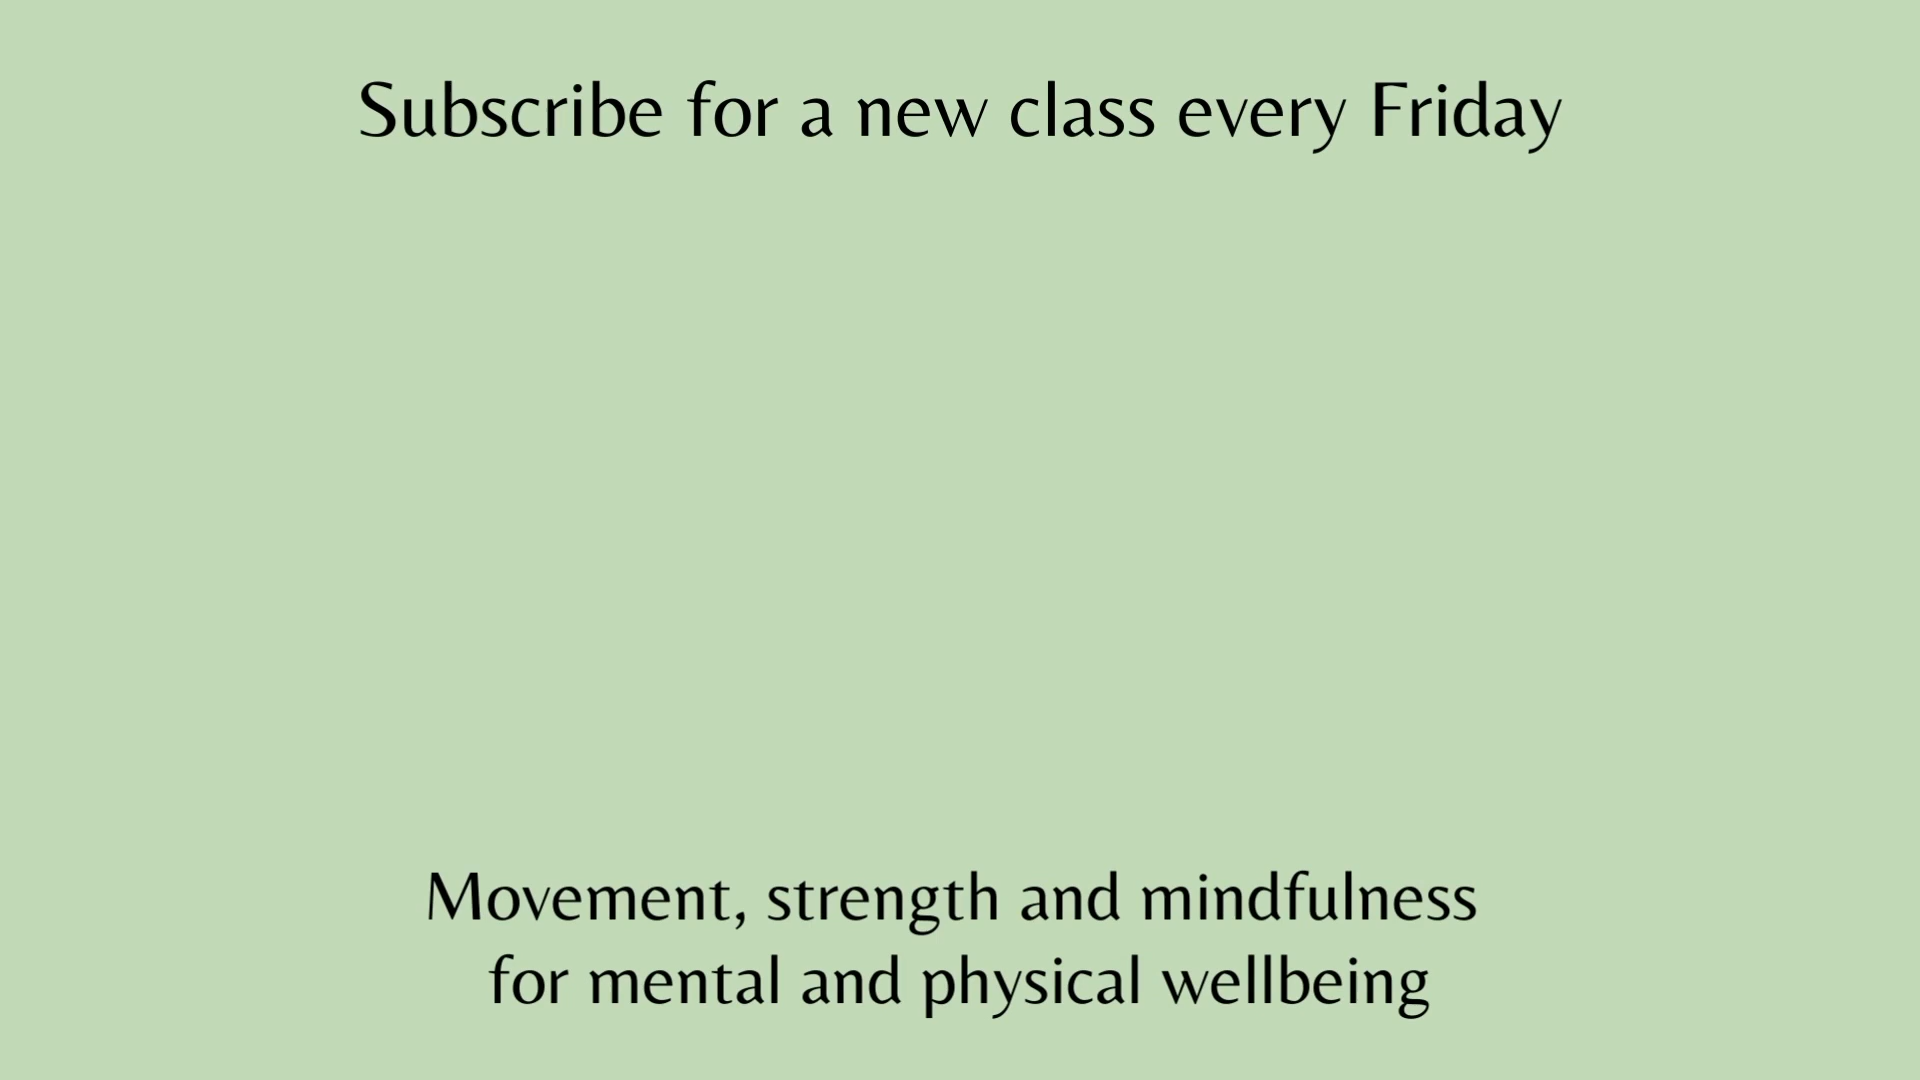 Subscribe for a new class every Friday
Movement, strength and mindfulness
for mental and physical wellbeing